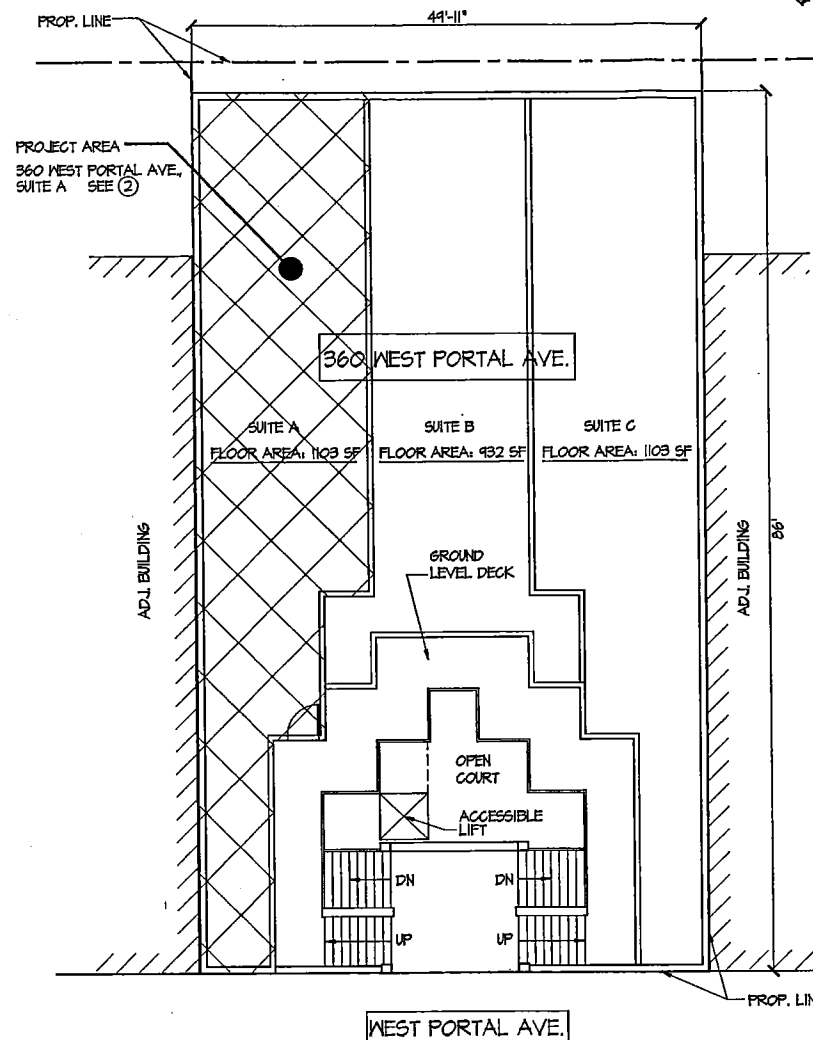 PROP. LINE
49'-11"
PROJECT AREA
360 WEST PORTAL AVE.,
SUITE A SEE 2
360 WEST PORTAL AVE.
SUITE A
FLOOR AREA: 1103 SF
SUITE B
FLOOR AREA: 932 SF
SUITE C
FLOOR AREA: 1103 SF
ADJ. BUILDING
ADJ. BUILDING
86'
GROUND
LEVEL DECK
OPEN
COURT
ACCESSIBLE
LIFT
DN
DN
UP
UP
PROP. LIN
WEST PORTAL AVE.